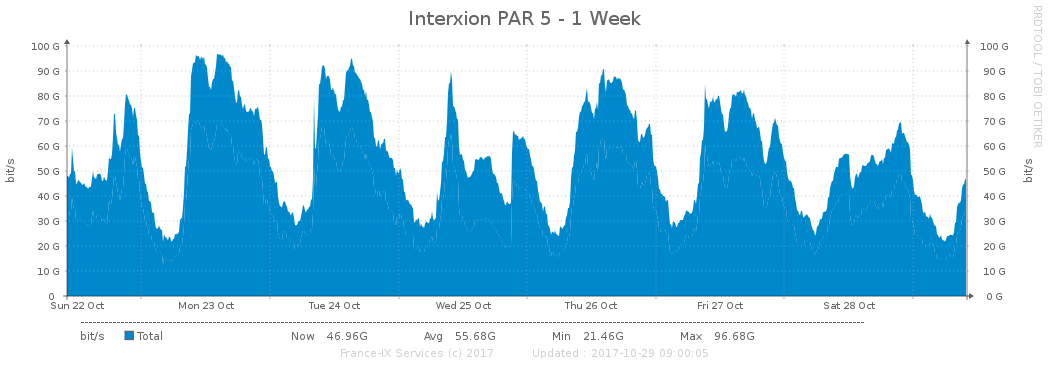 Interxion PAR 5 - 1 Week
RRDTOOL / TOBI OETIKER
bit/s
100 G 100 G
90 G 90 G
80 G 80 G
70 G 70 G
60 G 60 G
50 G 50 G
40 G 40 G
30 G 30 G
20 G 20 G
10 G 10 G
0 0 G
bit/s
Sun 22 Oct Mon 23 Oct Tue 24 Oct Wed 25 Oct Thu 26 Oct Fri 27 Oct Sat 28 Oct
bit/s Total Now 46.96G Avg 55.68G Min 21.46G Max 96.68G
France-IX Services (c) 2017 Updated : 2017-10-29 09:00:05